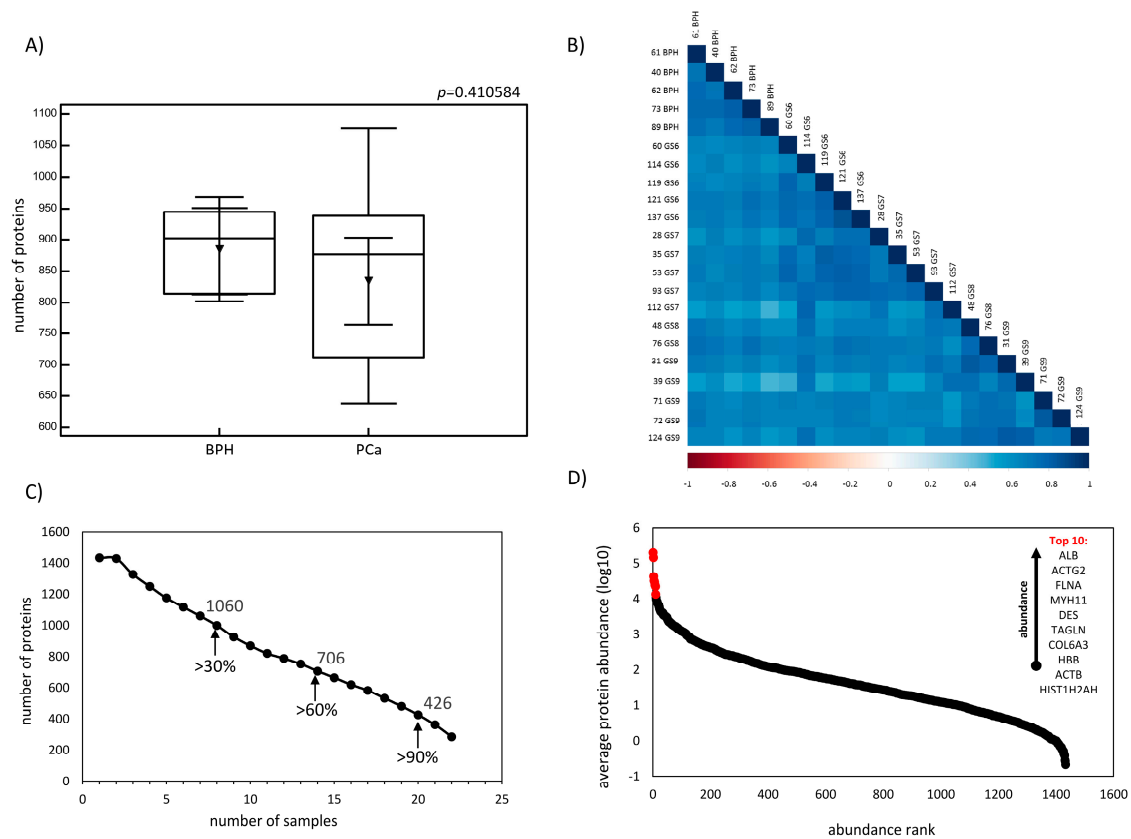 A)
p=0.410584
number of proteins
1100
1050
1000
950
900
850
800
750
700
650
600
BPH
PCa
B)
61 BPH
40 BPH
62 BPH
73 BPH
89 BPH
60 GS6
114 GS6
119 GS6
121 GS6
137 GS6
28 GS7
35 GS7
53 GS7
93 GS7
112 GS7
48 GS8
76 GS8
31 GS9
39 GS9
71 GS9
72 GS9
124 GS9
61 BPH
40 BPH
62 BPH
73 BPH
89 BPH
60 GS6
114 GS6
119 GS6
121 GS6
137 GS6
28 GS7
35 GS7
53 GS7
93 GS7
112 GS7
48 GS8
76 GS8
31 GS9
39 GS9
71 GS9
72 GS9
124 GS9
-1 -0.8 -0.6 -0.4 -0.2 0 0.2 0.4 0.6 0.8 1
C)
number of proteins
1600
1400
1200
1000
800
600
400
200
0
1060
>30%
706
>60%
426
>90%
0 5 10 15 20 25
number of samples
D)
average protein abundance (log10)
6
5
4
3
2
1
0
-1
Top 10:
ALB
ACTG2
FLNA
MYH11
DES
TAGLN
COL6A3
HBB
ACTB
HIST1H2AH
abundance
0 200 400 600 800 1000 1200 1400 1600
abundance rank